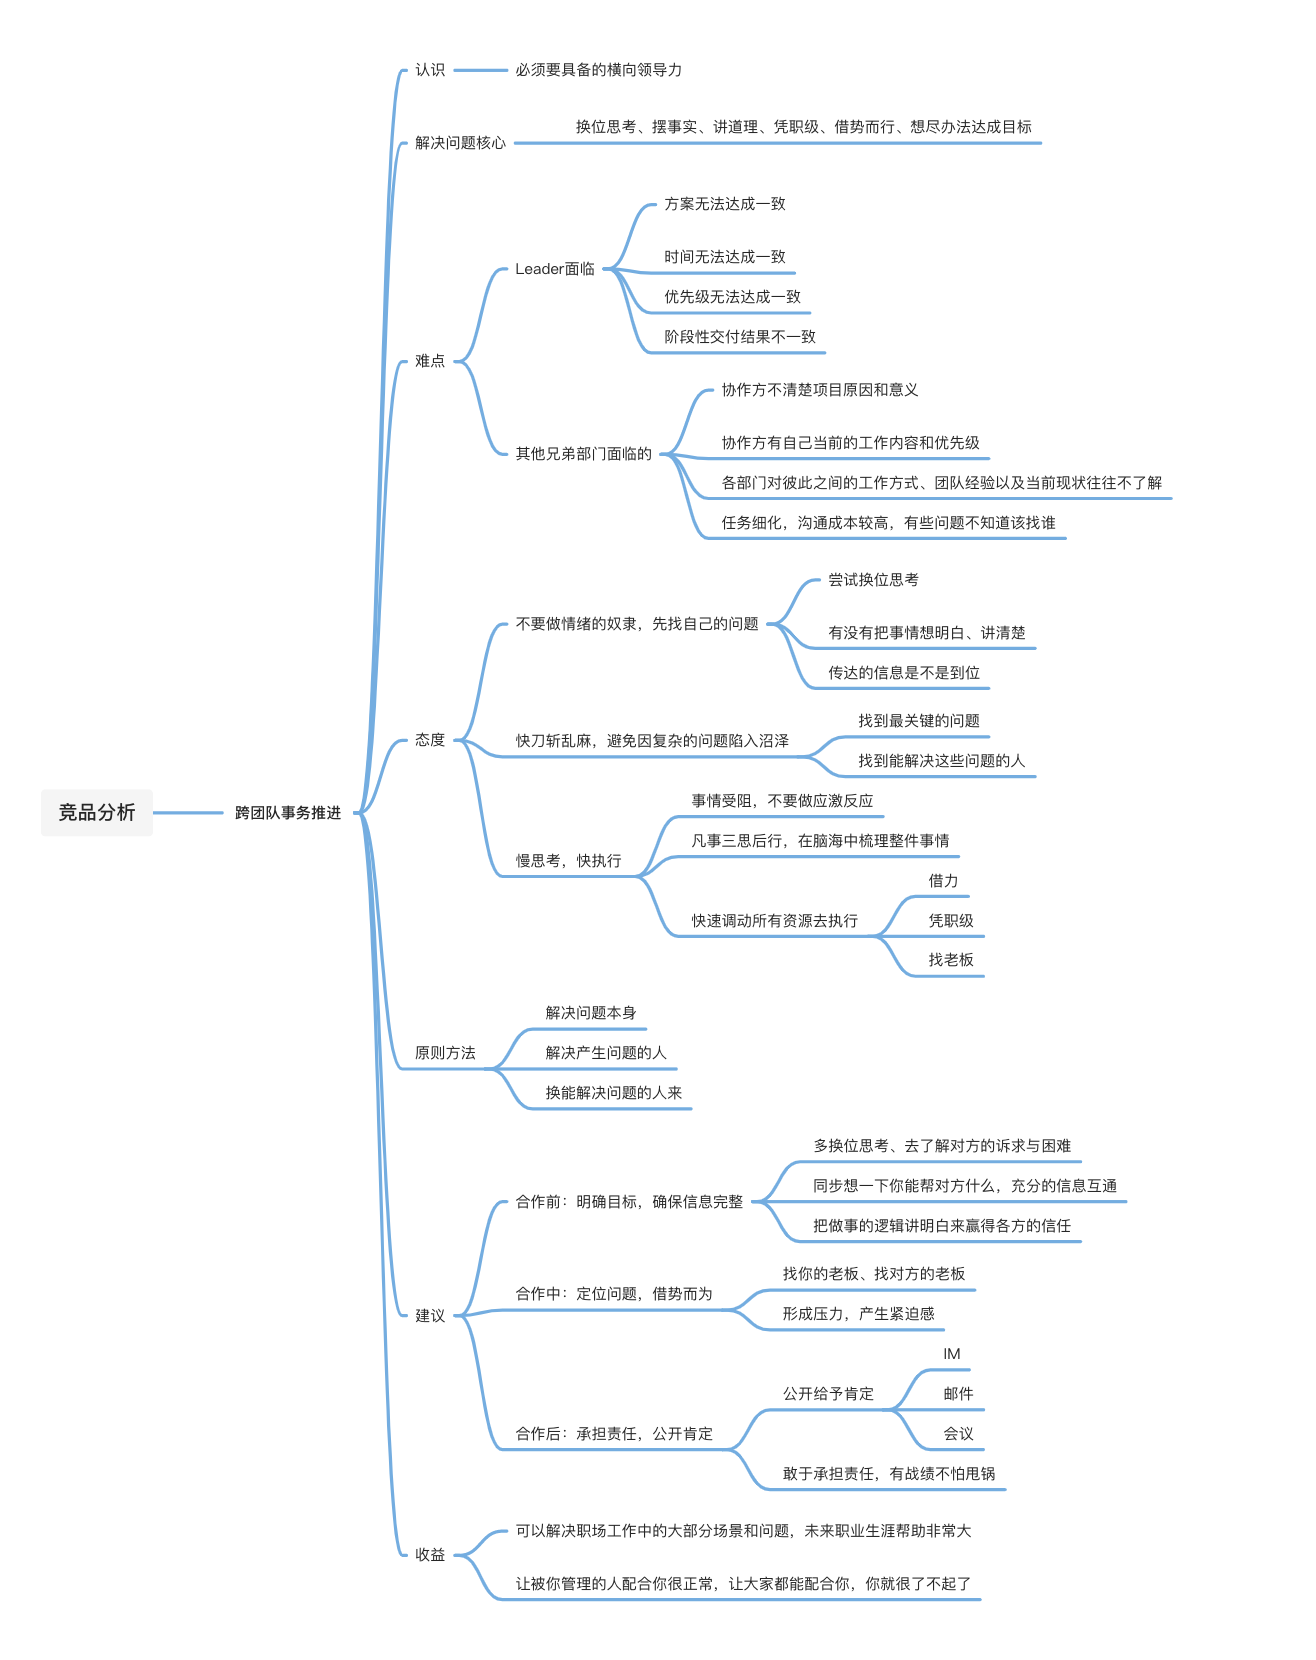 认识
必须要具备的横向领导力
解决问题核心
换位思考、摆事实、讲道理、凭职级、借势而行、想尽办法达成目标
难点
Leader面临
方案无法达成一致
时间无法达成一致
优先级无法达成一致
阶段性交付结果不一致
其他兄弟部门面临的
协作方不清楚项目原因和意义
协作方有自己当前的工作内容和优先级
各部门对彼此之间的工作方式、团队经验以及当前现状往往不了解
任务细化，沟通成本较高，有些问题不知道该找谁
竞品分析
跨团队事务推进
态度
不要做情绪的奴隶，先找自己的问题
尝试换位思考
有没有把事情想明白、讲清楚
传达的信息是不是到位
快刀斩乱麻，避免因复杂的问题陷入沼泽
找到最关键的问题
找到能解决这些问题的人
慢思考，快执行
事情受阻，不要做应激反应
凡事三思后行，在脑海中梳理整件事情
快速调动所有资源去执行
借力
凭职级
找老板
原则方法
解决问题本身
解决产生问题的人
换能解决问题的人来
建议
合作前：明确目标，确保信息完整
多换位思考、去了解对方的诉求与困难
同步想一下你能帮对方什么，充分的信息互通
把做事的逻辑讲明白来赢得各方的信任
合作中：定位问题，借势而为
找你的老板、找对方的老板
形成压力，产生紧迫感
合作后：承担责任，公开肯定
公开给予肯定
IM
邮件
会议
敢于承担责任，有战绩不怕甩锅
收益
可以解决职场工作中的大部分场景和问题，未来职业生涯帮助非常大
让被你管理的人配合你很正常，让大家都能配合你，你就很了不起了